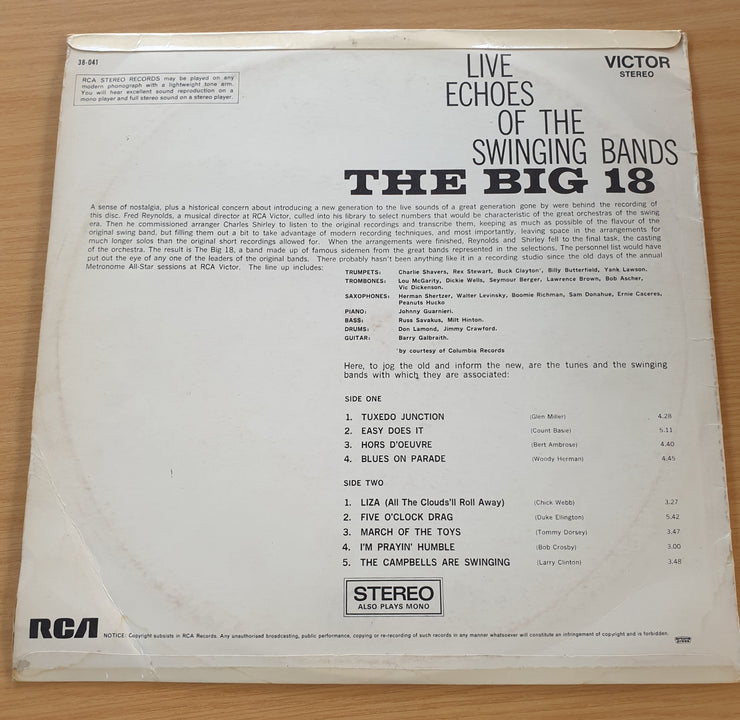 38-041
RCA STEREO RECORDS may be played on any
modern phonograph with a lightweight tone arm.
You will hear excellent sound reproduction on a
mono player and full stereo sound on a stereo player.
LIVE
ECHOES
OF THE
SWINGING BANDS
THE BIG 18
VICTOR
STEREO
A sense of nostalgia, plus a historical concern about introducing a new generation to the live sounds of a great generation gone by were behind the recording of
this disc. Fred Reynolds, a musical director at RCA Victor, culled into his library to select numbers that would be characteristic of the great orchestras of the swing
era. Then he commissioned arranger Charles Shirley to listen to the original recordings and transcribe them, keeping as much as possible of the flavour of the
original swing band, but filling them out a bit to take advantage of modern recording techniques, and most importantly, leaving space in the arrangements for
much longer solos than the original short recordings allowed for. When the arrangements were finished, Reynolds and Shirley fell to the final task, the casting
of the orchestra. The result is The Big 18, a band made up of famous sidemen from the great bands represented in the selections. The personnel list would have
put out the eye of any one of the leaders of the original bands. There probably hasn't been anything like it in a recording studio since the old days of the annual
Metronome All-Star sessions at RCA Victor. The line up includes:
TRUMPETS: Charlie Shavers, Rex Stewart, Buck Clayton', Billy Butterfield, Yank Lawson.
TROMBONES: Lou McGarity, Dickie Wells, Seymour Berger, Lawrence Brown, Bob Ascher,
Vic Dickenson.
SAXOPHONES: Herman Shertzer, Walter Levinsky, Boomie Richman, Sam Donahue, Ernie Caceres,
Peanuts Hucko
PIANO: Johnny Guarnieri.
BASS: Russ Savakus, Milt Hinton.
DRUMS: Don Lamond, Jimmy Crawford.
GUITAR: Barry Galbraith.
'by courtesy of Columbia Records
Here, to jog the old and inform the new, are the tunes and the swinging
bands with which they are associated:
SIDE ONE
1. TUXEDO JUNCTION (Glen Miller) 4.28
2. EASY DOES IT (Count Basie) 5.11
3. HORS D'OEUVRE (Bert Ambrose) 4.40
4. BLUES ON PARADE (Woody Herman) 4.45
SIDE TWO
1. LIZA (All The Clouds'll Roll Away) (Chick Webb) 3.27
2. FIVE O'CLOCK DRAG (Duke Ellington) 5.42
3. MARCH OF THE TOYS (Tommy Dorsey) 3.47
4. I'M PRAYIN' HUMBLE (Bob Crosby) 3.00
5. THE CAMPBELLS ARE SWINGING (Larry Clinton) 3.48
STEREO
ALSO PLAYS MONO
RCA NOTICE: Copyright subsists in RCA Records. Any unauthorised broadcasting, public performance, copying or re-recording of such records in any manner whatsoever will constitute an infringement of copyright and is forbidden.